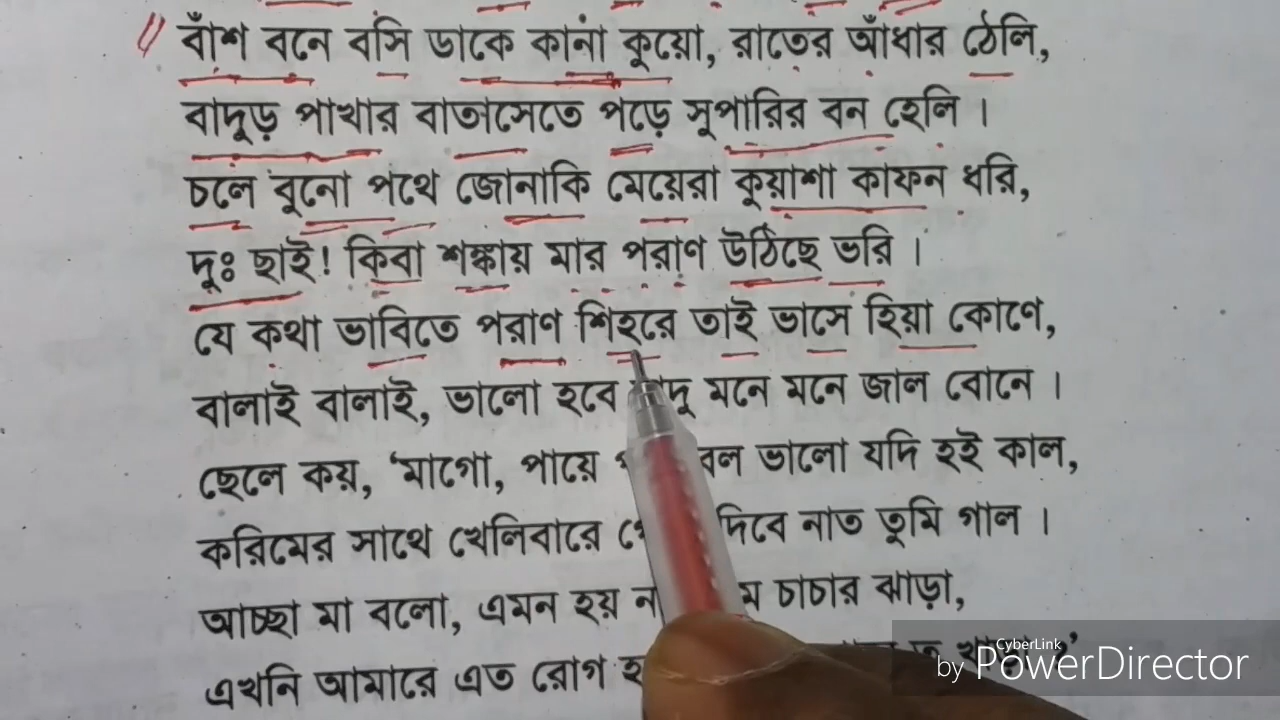 বাঁশ বনে বসি ডাকে কানা কুয়ো, রাতের আঁধার ঠেলি,
বাদুড় পাখার বাতাসেতে পড়ে সুপারির বন হেলি ।
চলে বুনো পথে জোনাকি মেয়েরা কুয়াশা কাফন ধরি,
দুঃ ছাই! কিবা শঙ্কায় মার পরাণ উঠিছে ভরি ।
যে কথা ভাবিতে পরাণ শিহরে তাই ভাসে হিয়া কোণে,
বালাই বালাই, ভালো হবে যাদু মনে মনে জাল বোনে ।
ছেলে কয়, ‘মাগো, পায়ে বল ভালো যদি হই কাল,
করিমের সাথে খেলিবারে দিবে নাত তুমি গাল ।
আচ্ছা মা বলো, এমন হয় চাচার ঝাড়া,
এখনি আমারে এত রোগ
CyberLink
by PowerDirector